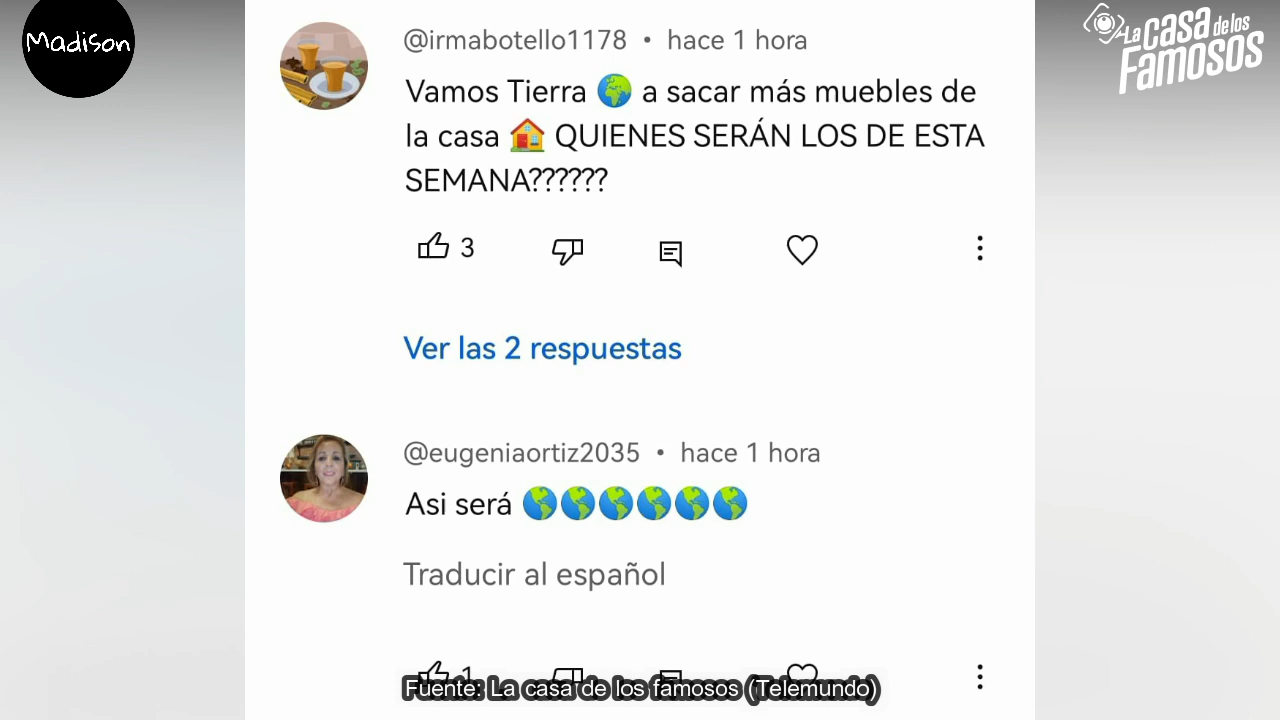 Madison
La CASA de los Famosos
@irmabotello1178 • hace 1 hora
Vamos Tierra 🌍 a sacar más muebles de
la casa 🏠 QUIENES SERÁN LOS DE ESTA
SEMANA??????
3
Ver las 2 respuestas
@eugeniaortiz2035 • hace 1 hora
Asi será 🌎🌎🌎🌎🌎🌎
Traducir al español
1
Fuente: La casa de los famosos (Telemundo)